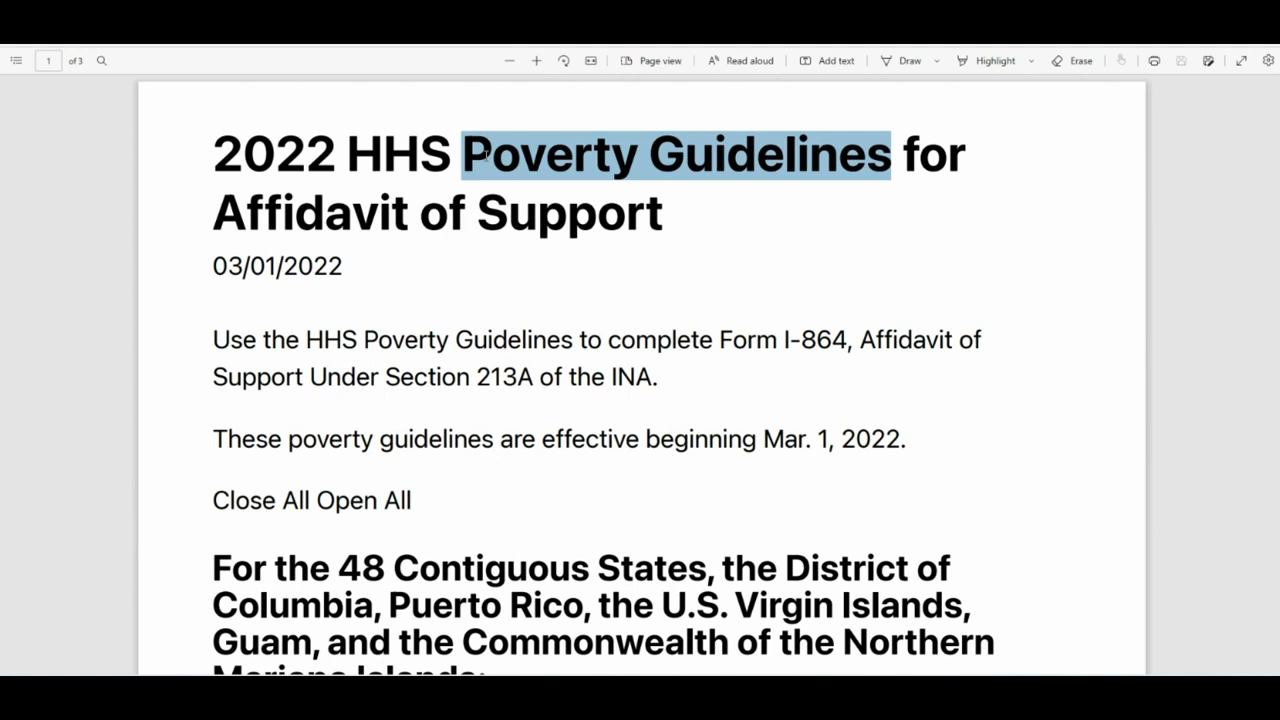 1 of 3 Page view Read aloud Add text Draw Highlight Erase
2022 HHS Poverty Guidelines for
Affidavit of Support
03/01/2022
Use the HHS Poverty Guidelines to complete Form I-864, Affidavit of
Support Under Section 213A of the INA.
These poverty guidelines are effective beginning Mar. 1, 2022.
Close All Open All
For the 48 Contiguous States, the District of
Columbia, Puerto Rico, the U.S. Virgin Islands,
Guam, and the Commonwealth of the Northern
Mariana Islands: